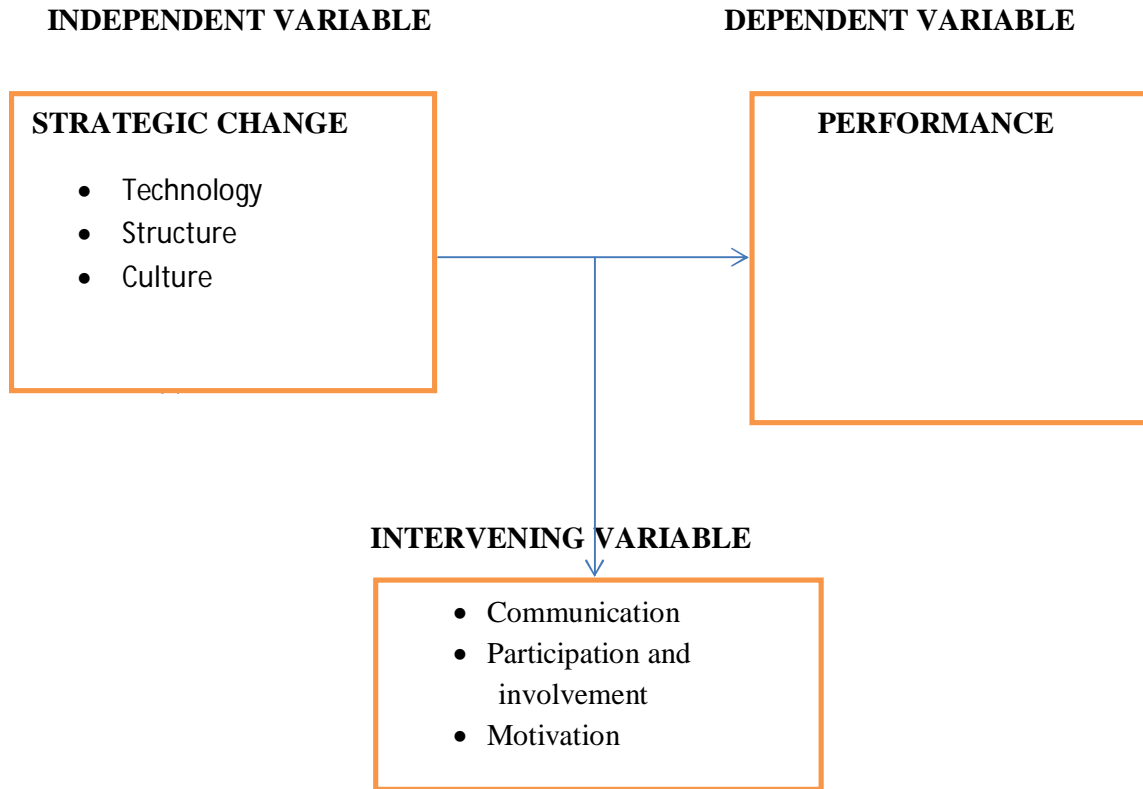 INDEPENDENT VARIABLE
DEPENDENT VARIABLE
STRATEGIC CHANGE
• Technology
• Structure
• Culture
PERFORMANCE
INTERVENING VARIABLE
• Communication
• Participation and
involvement
• Motivation